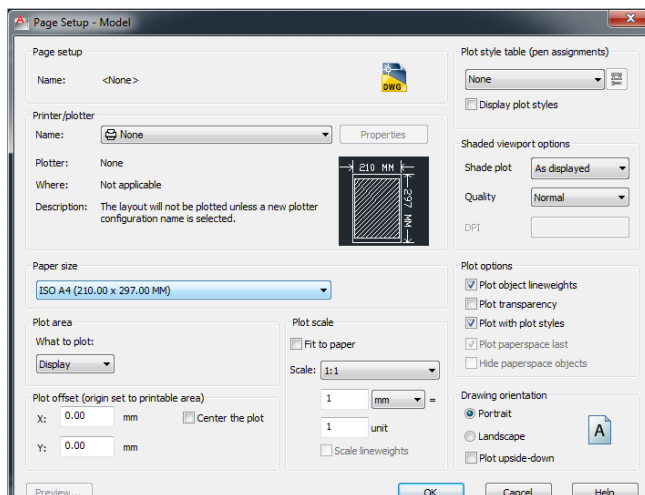 Page Setup - Model
Page setup
Name: <None>
DWG
Printer/plotter
Name: None
Properties
Plotter: None
Where: Not applicable
Description: The layout will not be plotted unless a new plotter
configuration name is selected.
210 MM
297 MM
Paper size
ISO A4 (210.00 x 297.00 MM)
Plot area
What to plot:
Display
Plot offset (origin set to printable area)
X: 0.00 mm
Center the plot
Y: 0.00 mm
Plot scale
Fit to paper
Scale: 1:1
1 mm =
1 unit
Scale lineweights
Plot style table (pen assignments)
None
Display plot styles
Shaded viewport options
Shade plot As displayed
Quality Normal
DPI
Plot options
Plot object lineweights
Plot transparency
Plot with plot styles
Plot paperspace last
Hide paperspace objects
Drawing orientation
Portrait
Landscape
A
Plot upside-down
Preview...
OK
Cancel
Help